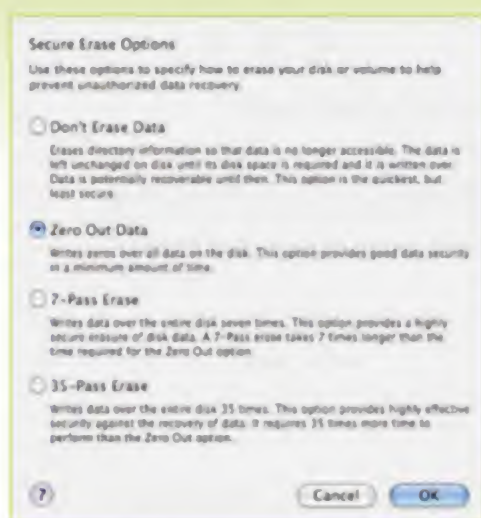 Secure Erase Options
Use these options to specify how to erase your disk or volume to help
prevent unauthorized data recovery.
Don't Erase Data
Erases directory information so that data is no longer accessible. The data is
left unchanged on disk until its disk space is required and it is written over.
Data is potentially recoverable until then. This option is the quickest, but
least secure.
Zero Out Data
Writes zeros over all data on the disk. This option provides good data security
in a minimum amount of time.
7-Pass Erase
Writes data over the entire disk seven times. This option provides a highly
secure erasure of disk data. A 7-Pass erase takes 7 times longer than the
time required for the Zero Out option.
35-Pass Erase
Writes data over the entire disk 35 times. This option provides highly effective
security against the recovery of data. It requires 35 times more time to
perform than the Zero Out option.
?
Cancel
OK